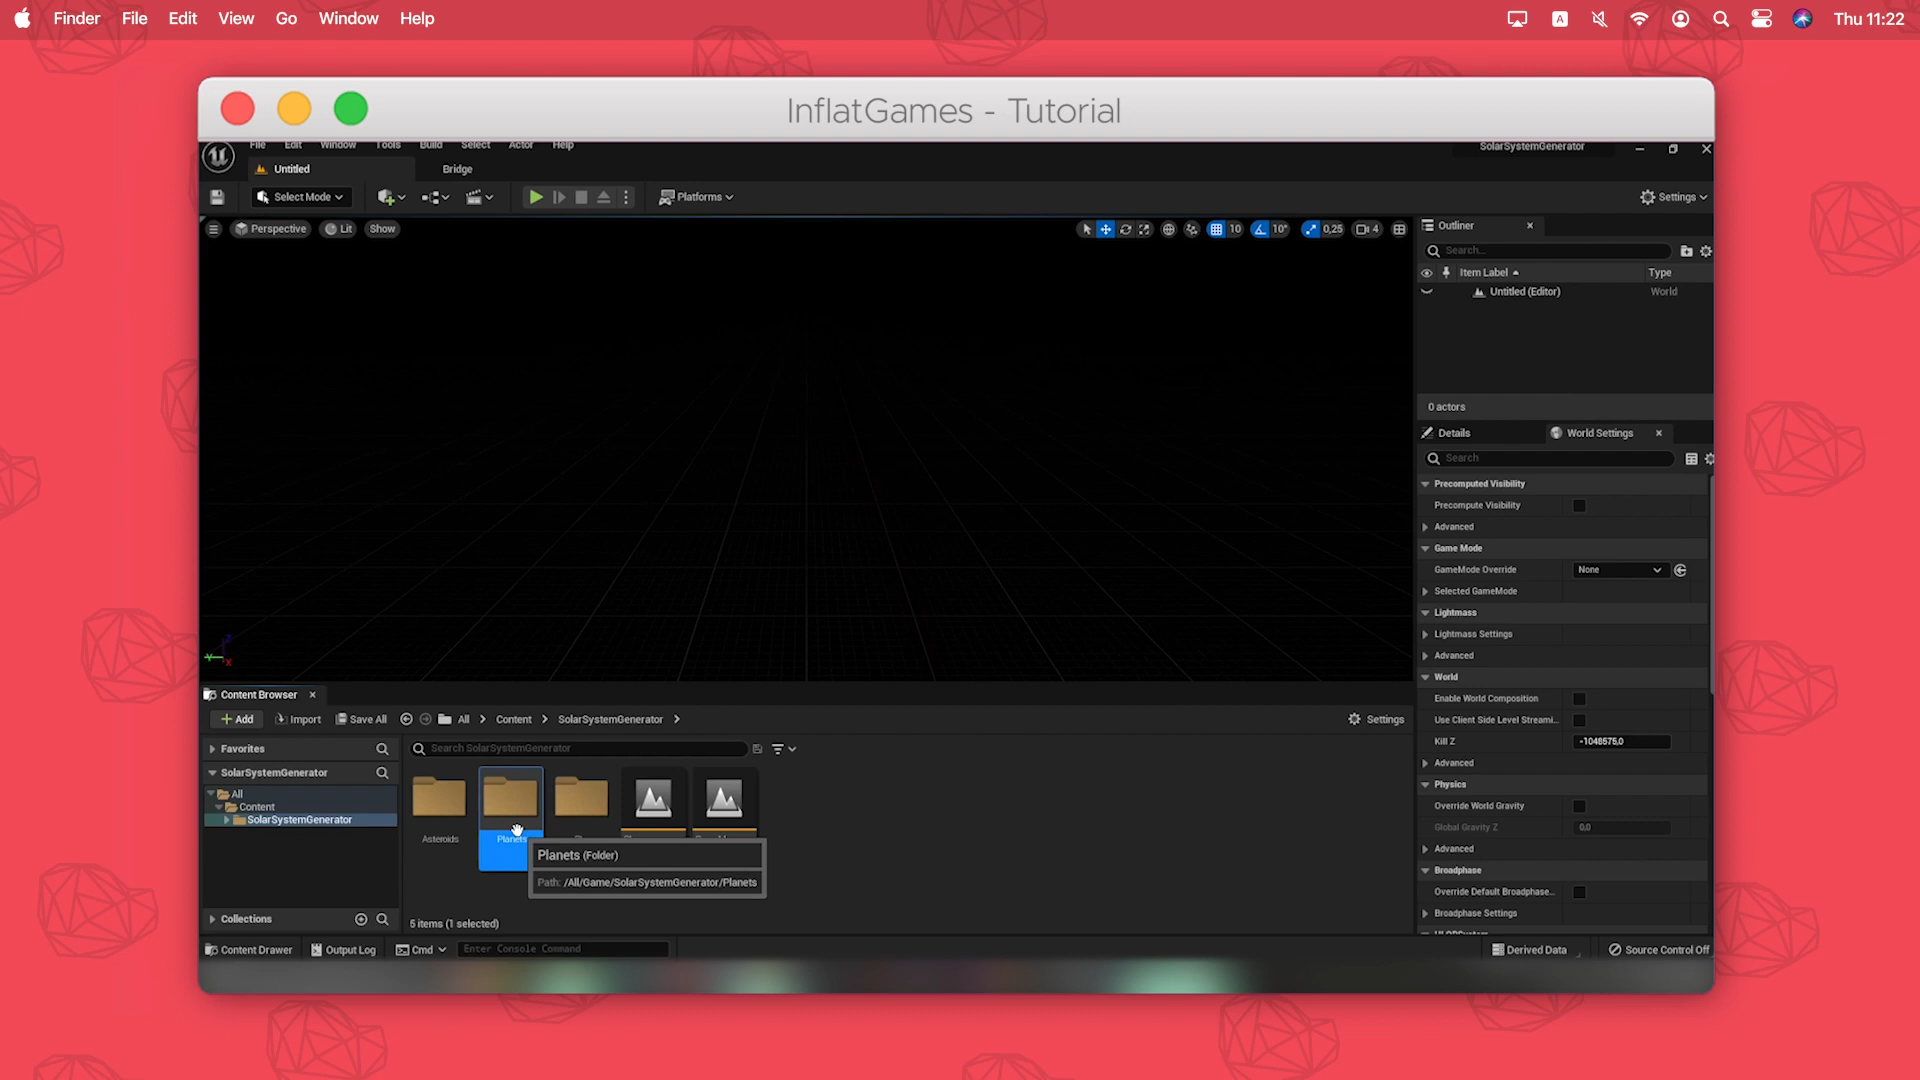 Finder File Edit View Go Window Help
A Thu 11:22
InflatGames - Tutorial
File Edit Window Tools Build Select Actor Help
SolarSystemGenerator
Untitled Bridge
Select Mode Platforms Settings
Perspective Lit Show 10 10° 0,25 4
Outliner
Search...
Item Label Type
Untitled (Editor) World
0 actors
Details World Settings
Search
Precomputed Visibility
Precompute Visibility
Advanced
Game Mode
GameMode Override None
Selected GameMode
Lightmass
Lightmass Settings
Advanced
World
Enable World Composition
Use Client Side Level Streami...
Kill Z -1048575,0
Advanced
Physics
Override World Gravity
Global Gravity Z 0,0
Advanced
Broadphase
Override Default Broadphase...
Broadphase Settings
Content Browser
Add Import Save All All Content SolarSystemGenerator Settings
Favorites
Search SolarSystemGenerator
SolarSystemGenerator
All
Content
SolarSystemGenerator
Asteroids Planets
Planets (Folder)
Path: /All/Game/SolarSystemGenerator/Planets
Collections
5 items (1 selected)
Content Drawer Output Log Cmd Enter Console Command Derived Data Source Control Off